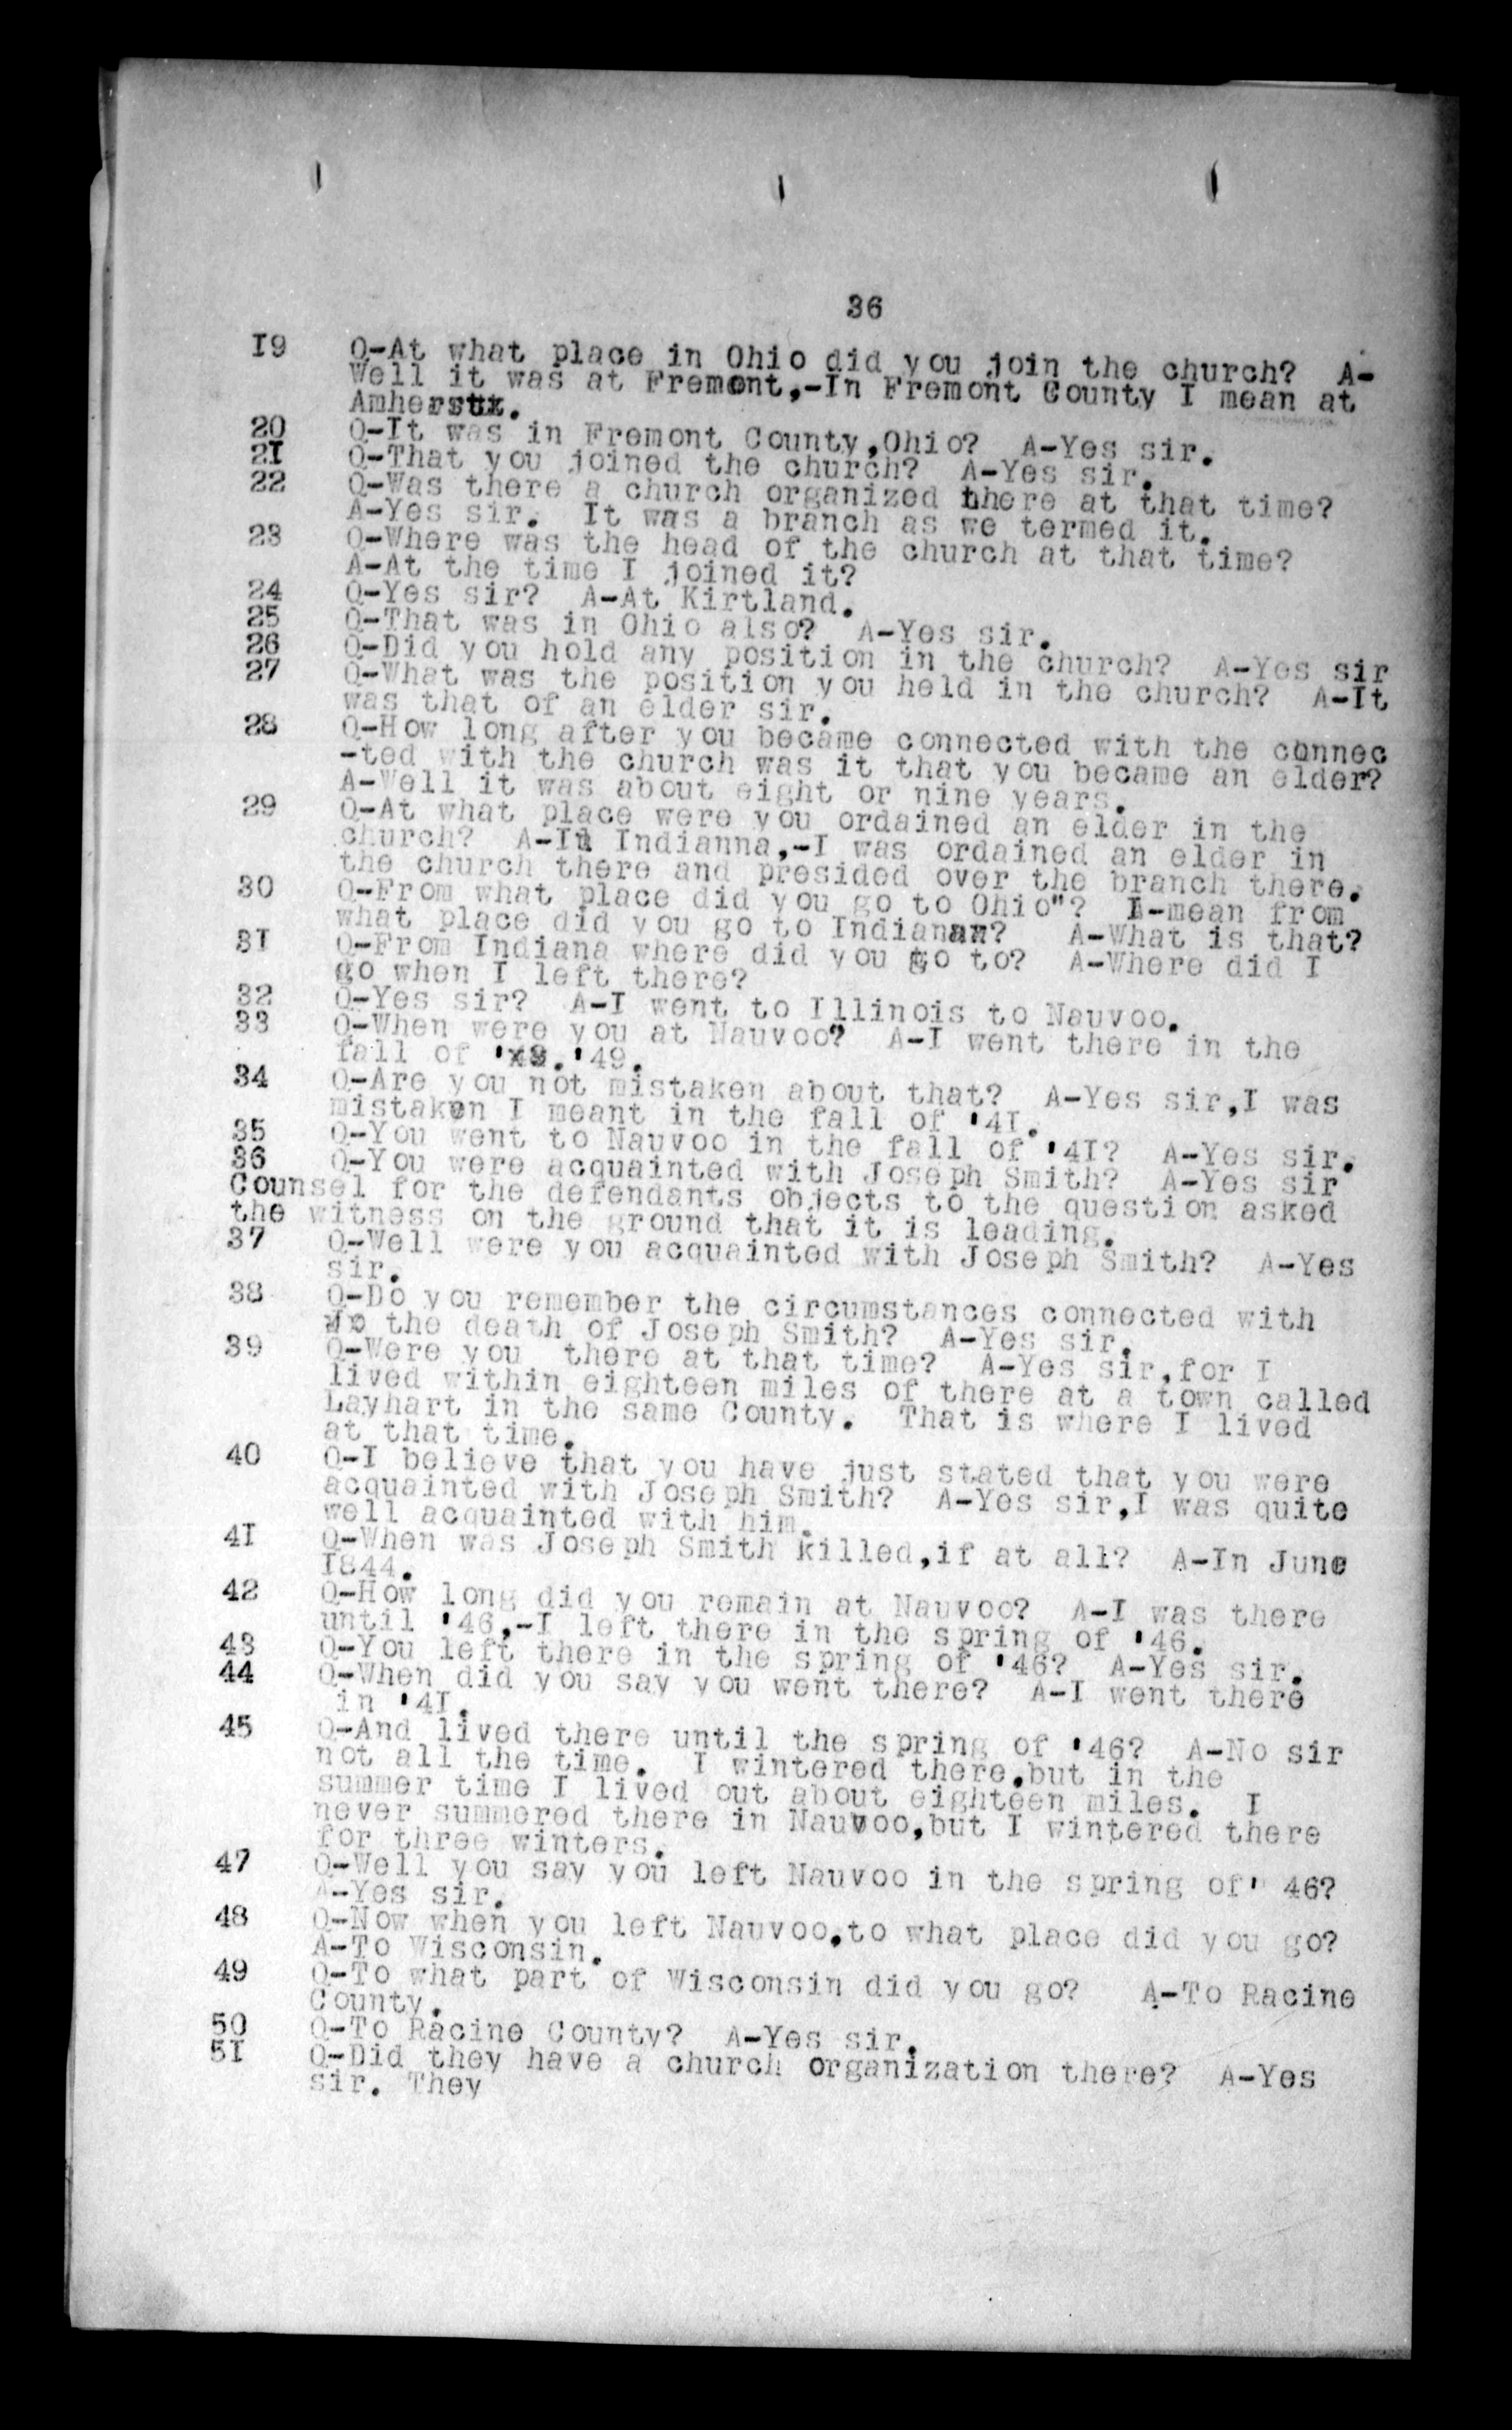 36
19 Q-At what place in Ohio did you join the church? A-
Well it was at Fremont,-In Fremont County I mean at
Amherst.
20 Q-It was in Fremont County,Ohio? A-Yes sir.
21 Q-That you joined the church? A-Yes sir.
22 Q-Was there a church organized there at that time?
A-Yes sir. It was a branch as we termed it.
23 Q-Where was the head of the church at that time?
A-At the time I joined it?
24 Q-Yes sir? A-At Kirtland.
25 Q-That was in Ohio also? A-Yes sir.
26 Q-Did you hold any position in the church? A-Yes sir
27 Q-What was the position you held in the church? A-It
was that of an elder sir.
28 Q-How long after you became connected with the connec
-ted with the church was it that you became an elder?
A-Well it was about eight or nine years.
29 Q-At what place were you ordained an elder in the
church? A-In Indianna,-I was ordained an elder in
the church there and presided over the branch there.
30 Q-From what place did you go to Ohio"? I-mean from
what place did you go to Indiana? A-What is that?
31 Q-From Indiana where did you go to? A-Where did I
go when I left there?
32 Q-Yes sir? A-I went to Illinois to Nauvoo.
33 Q-When were you at Nauvoo? A-I went there in the
fall of '48.'49.
34 Q-Are you not mistaken about that? A-Yes sir,I was
mistaken I meant in the fall of '41.
35 Q-You went to Nauvoo in the fall of '41? A-Yes sir.
36 Q-You were acquainted with Joseph Smith? A-Yes sir
Counsel for the defendants objects to the question asked
the witness on the ground that it is leading.
37 Q-Well were you acquainted with Joseph Smith? A-Yes
sir.
38 Q-Do you remember the circumstances connected with
the death of Joseph Smith? A-Yes sir.
39 Q-Were you there at that time? A-Yes sir,for I
lived within eighteen miles of there at a town called
Layhart in the same County. That is where I lived
at that time.
40 Q-I believe that you have just stated that you were
acquainted with Joseph Smith? A-Yes sir,I was quite
well acquainted with him.
41 Q-When was Joseph Smith killed,if at all? A-In June
1844.
42 Q-How long did you remain at Nauvoo? A-I was there
until '46,-I left there in the spring of '46.
43 Q-You left there in the spring of '46? A-Yes sir.
44 Q-When did you say you went there? A-I went there
in '41.
45 Q-And lived there until the spring of '46? A-No sir
not all the time. I wintered there,but in the
summer time I lived out about eighteen miles. I
never summered there in Nauvoo,but I wintered there
for three winters.
47 Q-Well you say you left Nauvoo in the spring of' 46?
A-Yes sir.
48 Q-Now when you left Nauvoo,to what place did you go?
A-To Wisconsin.
49 Q-To what part of Wisconsin did you go? A-To Racine
County.
50 Q-To Racine County? A-Yes sir.
51 Q-Did they have a church organization there? A-Yes
sir. They